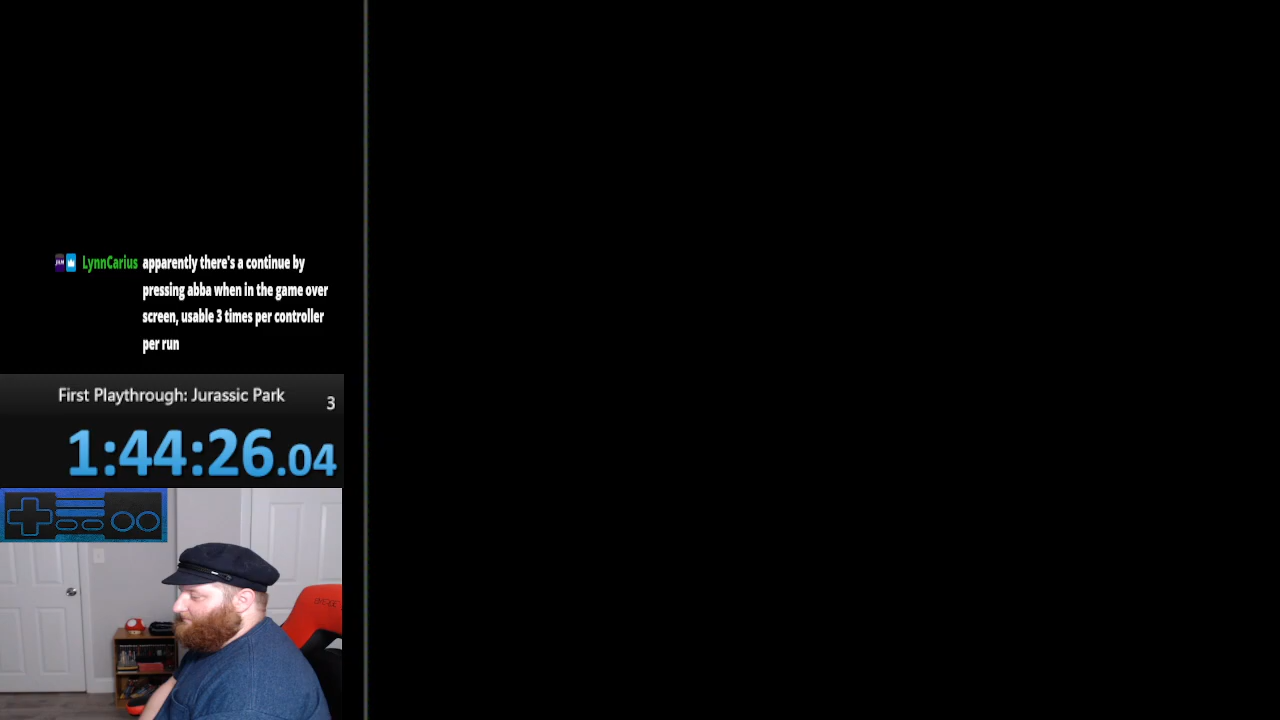 LynnCarius apparently there's a continue by
pressing abba when in the game over
screen, usable 3 times per controller
per run
First Playthrough: Jurassic Park
3
1:44:26.04